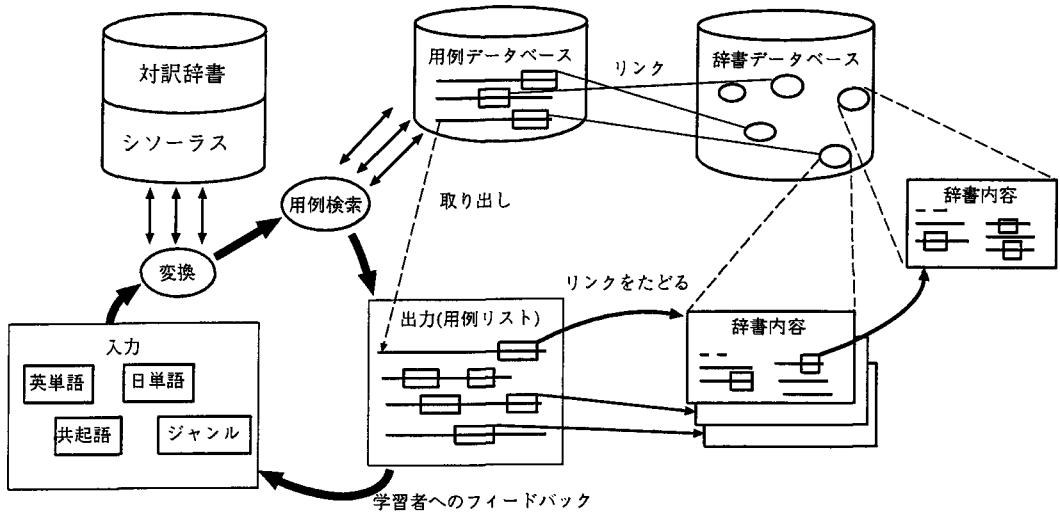 対訳辞書
シソーラス
用例データベース
リンク
辞書データベース
用例検索
取り出し
辞書内容
変換
リンクをたどる
入力
英単語
日単語
共起語
ジャンル
出力(用例リスト)
辞書内容
学習者へのフィードバック